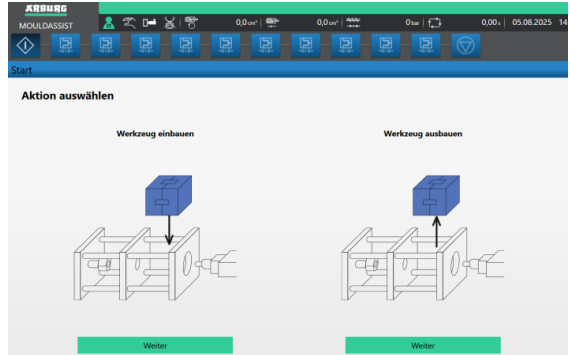 ARBURG
MOULDASSIST
0,0 cm³ 0,0 cm³ 0 bar 0,00 s 05.08.2025 14
Start
Aktion auswählen
Werkzeug einbauen Werkzeug ausbauen
Weiter Weiter